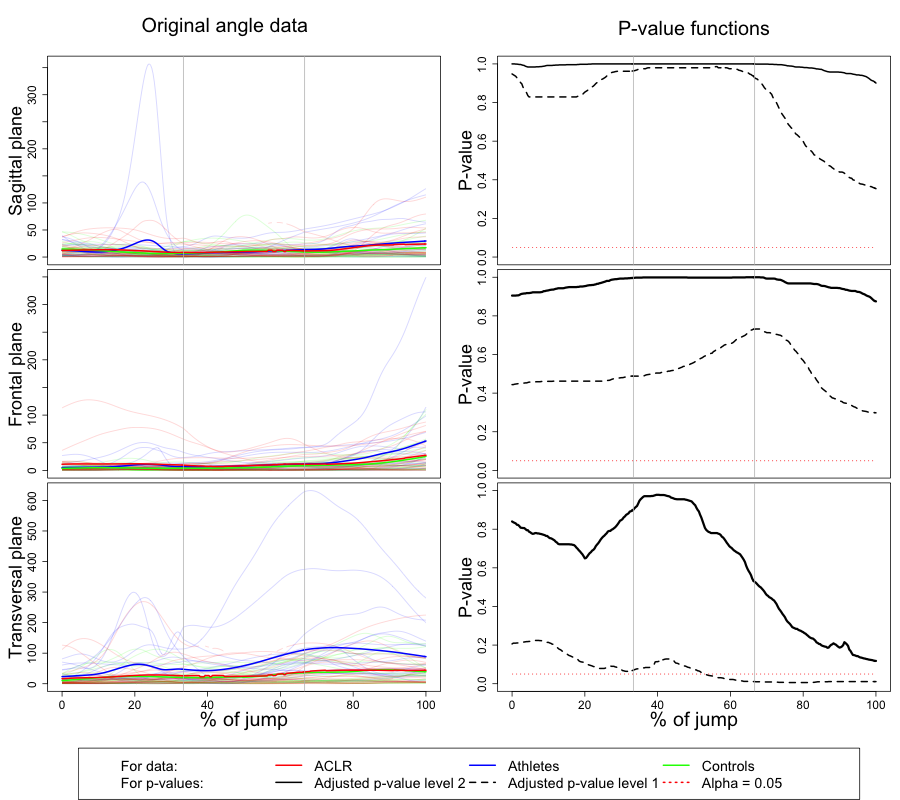 Original angle data
P-value functions
Sagittal plane
0 50 100 200 300
P-value
0.0 0.2 0.4 0.6 0.8 1.0
Frontal plane
0 50 100 200 300
P-value
0.0 0.2 0.4 0.6 0.8 1.0
Transversal plane
0 100 200 300 400 500 600
P-value
0.0 0.2 0.4 0.6 0.8 1.0
0 20 40 60 80 100
0 20 40 60 80 100
% of jump
% of jump
For data: ACLR Athletes Controls
For p-values: Adjusted p-value level 2 Adjusted p-value level 1 Alpha = 0.05